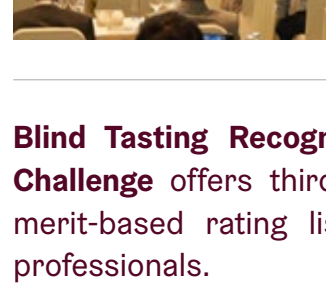 Blind Tasting
Challenge offers
merit-based rating
professionals.